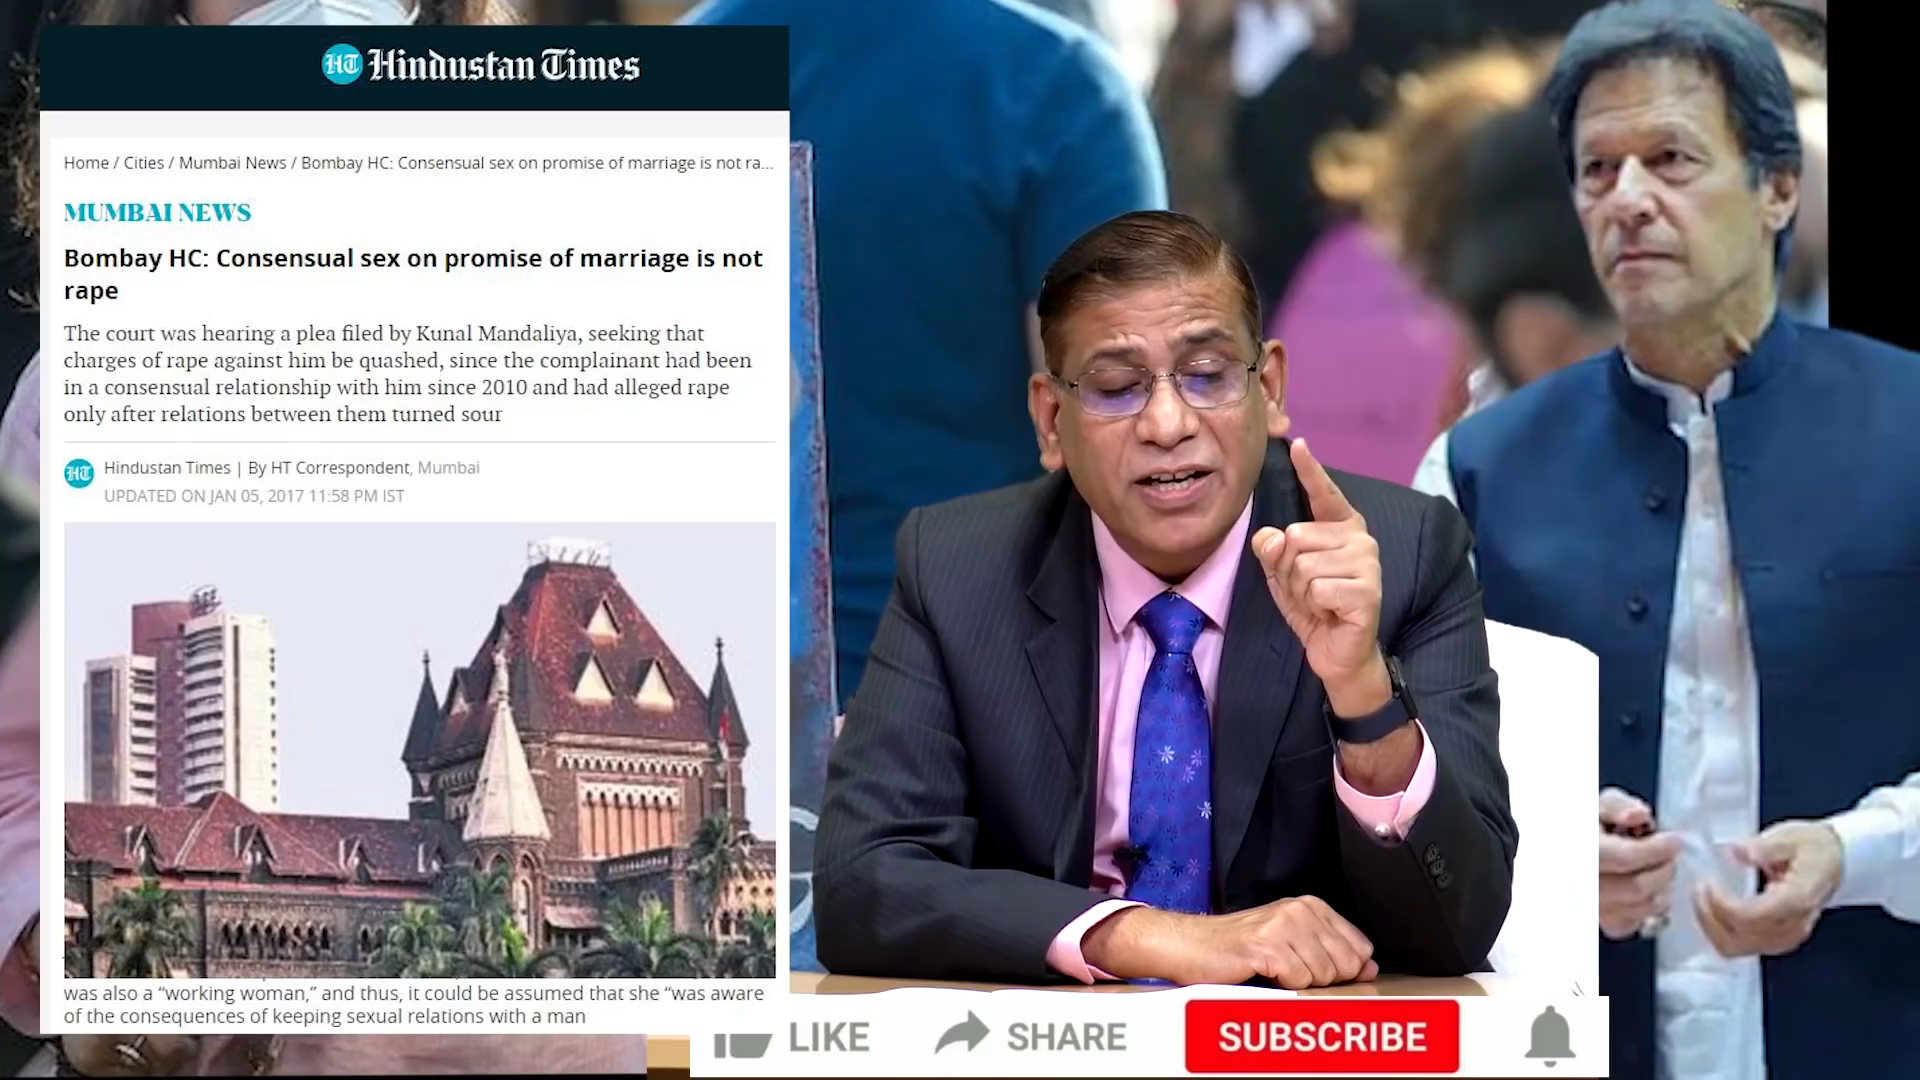 HT Hindustan Times
Home / Cities / Mumbai News / Bombay HC: Consensual sex on promise of marriage is not ra...
MUMBAI NEWS
Bombay HC: Consensual sex on promise of marriage is not
rape
The court was hearing a plea filed by Kunal Mandaliya, seeking that
charges of rape against him be quashed, since the complainant had been
in a consensual relationship with him since 2010 and had alleged rape
only after relations between them turned sour
HT
Hindustan Times | By HT Correspondent, Mumbai
UPDATED ON JAN 05, 2017 11:58 PM IST
was also a “working woman,” and thus, it could be assumed that she “was aware
of the consequences of keeping sexual relations with a man
LIKE
SHARE
SUBSCRIBE